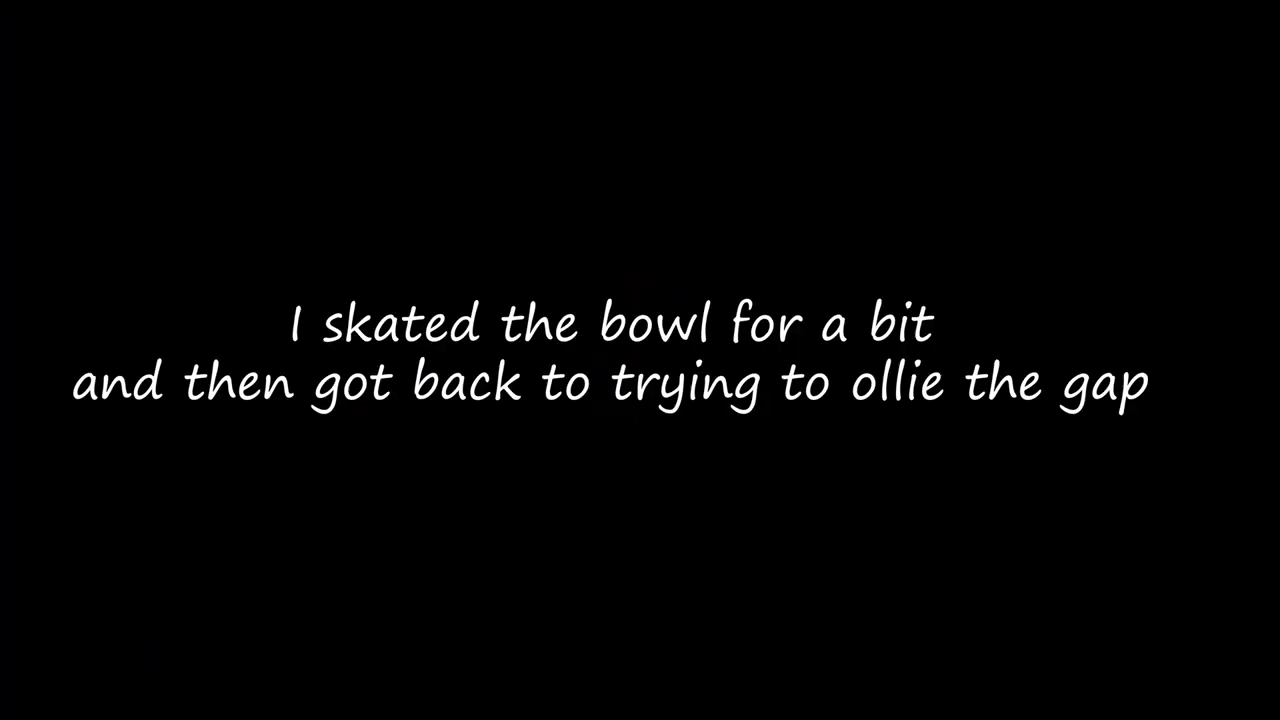 I skated the bowl for a bit
and then got back to trying to ollie the gap